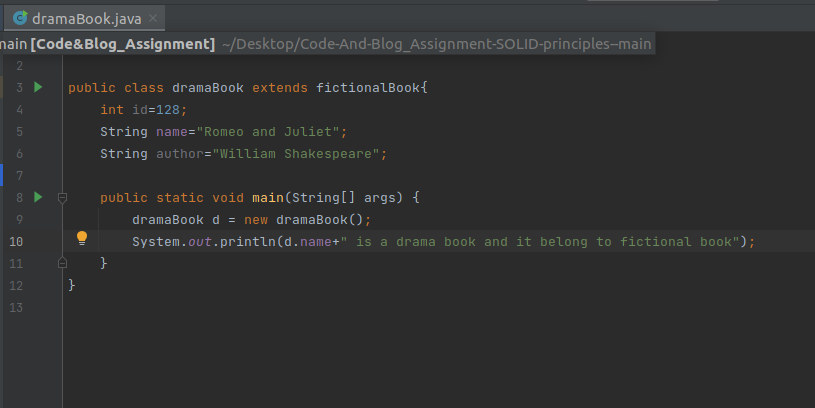 dramaBook.java
main [Code&Blog_Assignment] ~/Desktop/Code-And-Blog_Assignment-SOLID-principles--main
2
3 public class dramaBook extends fictionalBook{
4 int id=128;
5 String name="Romeo and Juliet";
6 String author="William Shakespeare";
7
8 public static void main(String[] args) {
9 dramaBook d = new dramaBook();
10 System.out.println(d.name+" is a drama book and it belong to fictional book");
11 }
12 }
13